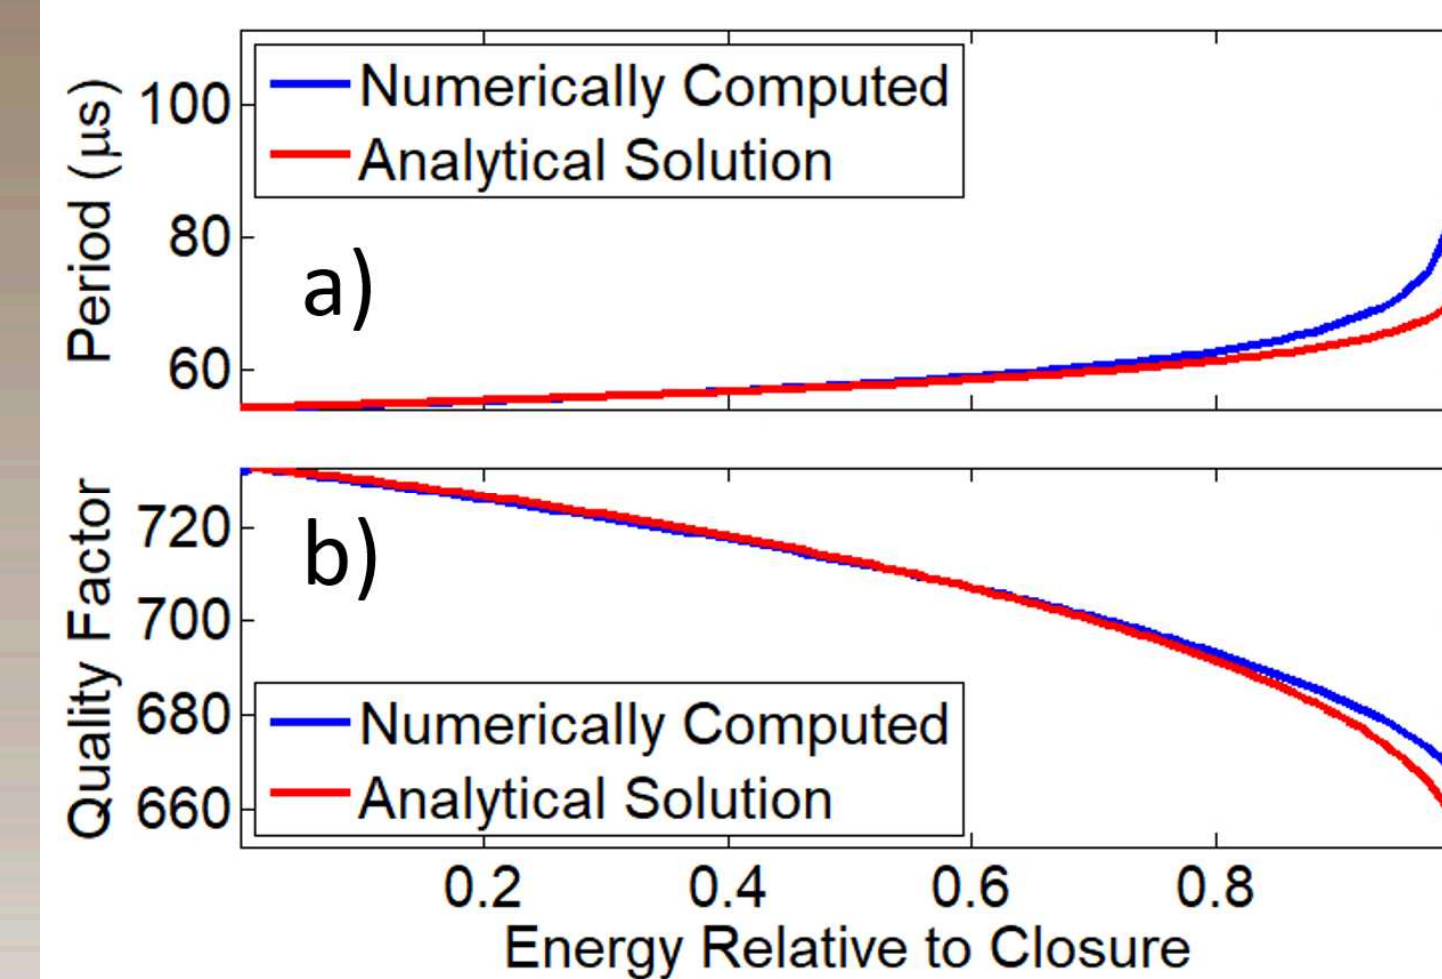 Period (μs)
100
80
60
Numerically Computed
Analytical Solution
a)
Quality Factor
720
700
680
660
b)
Numerically Computed
Analytical Solution
0.2 0.4 0.6 0.8
Energy Relative to Closure